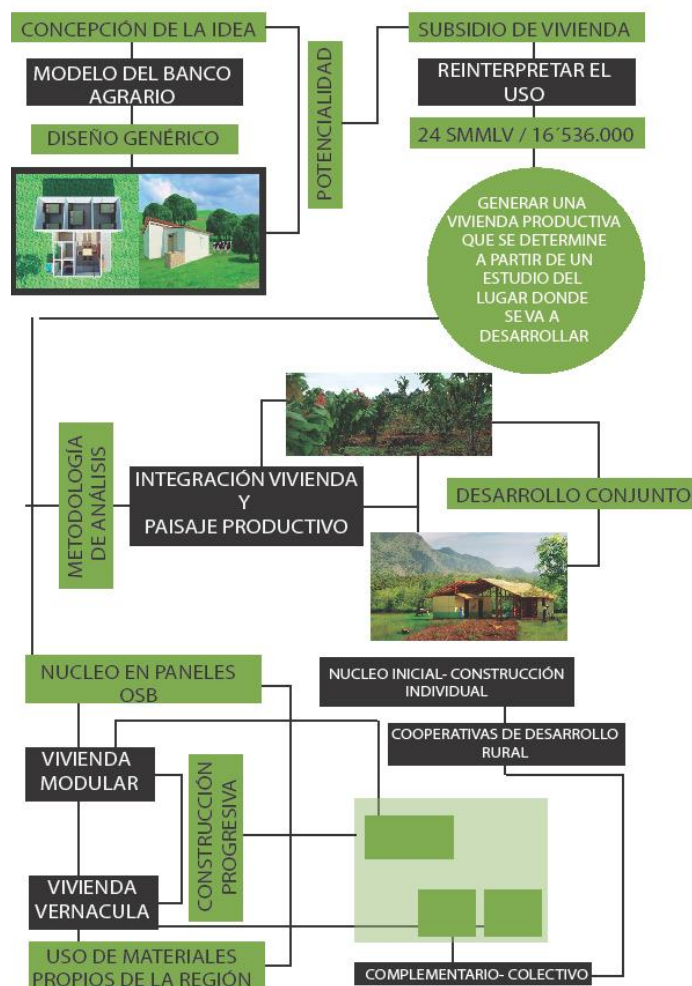 CONCEPCIÓN DE LA IDEA
MODELO DEL BANCO
AGRARIO
DISEÑO GENÉRICO
POTENCIALIDAD
SUBSIDIO DE VIVIENDA
REINTERPRETAR EL
USO
24 SMMLV / 16´536.000
GENERAR UNA
VIVIENDA PRODUCTIVA
QUE SE DETERMINE
A PARTIR DE UN
ESTUDIO DEL
LUGAR DONDE
SE VA A
DESARROLLAR
METODOLOGÍA
DE ANÁLISIS
INTEGRACIÓN VIVIENDA
Y
PAISAJE PRODUCTIVO
DESARROLLO CONJUNTO
NUCLEO EN PANELES
OSB
VIVIENDA
MODULAR
VIVIENDA
VERNACULA
USO DE MATERIALES
PROPIOS DE LA REGIÓN
CONSTRUCCIÓN
PROGRESIVA
NUCLEO INICIAL- CONSTRUCCIÓN
INDIVIDUAL
COOPERATIVAS DE DESARROLLO
RURAL
COMPLEMENTARIO- COLECTIVO